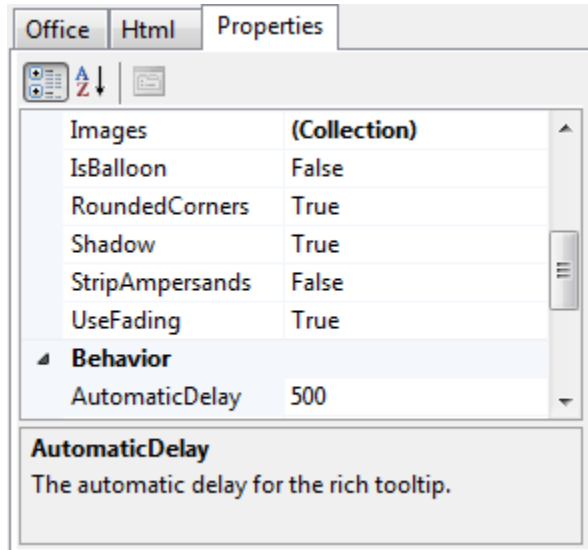 Office Html Properties
A
Z
Images (Collection)
IsBalloon False
RoundedCorners True
Shadow True
StripAmpersands False
UseFading True
Behavior
AutomaticDelay 500
AutomaticDelay
The automatic delay for the rich tooltip.